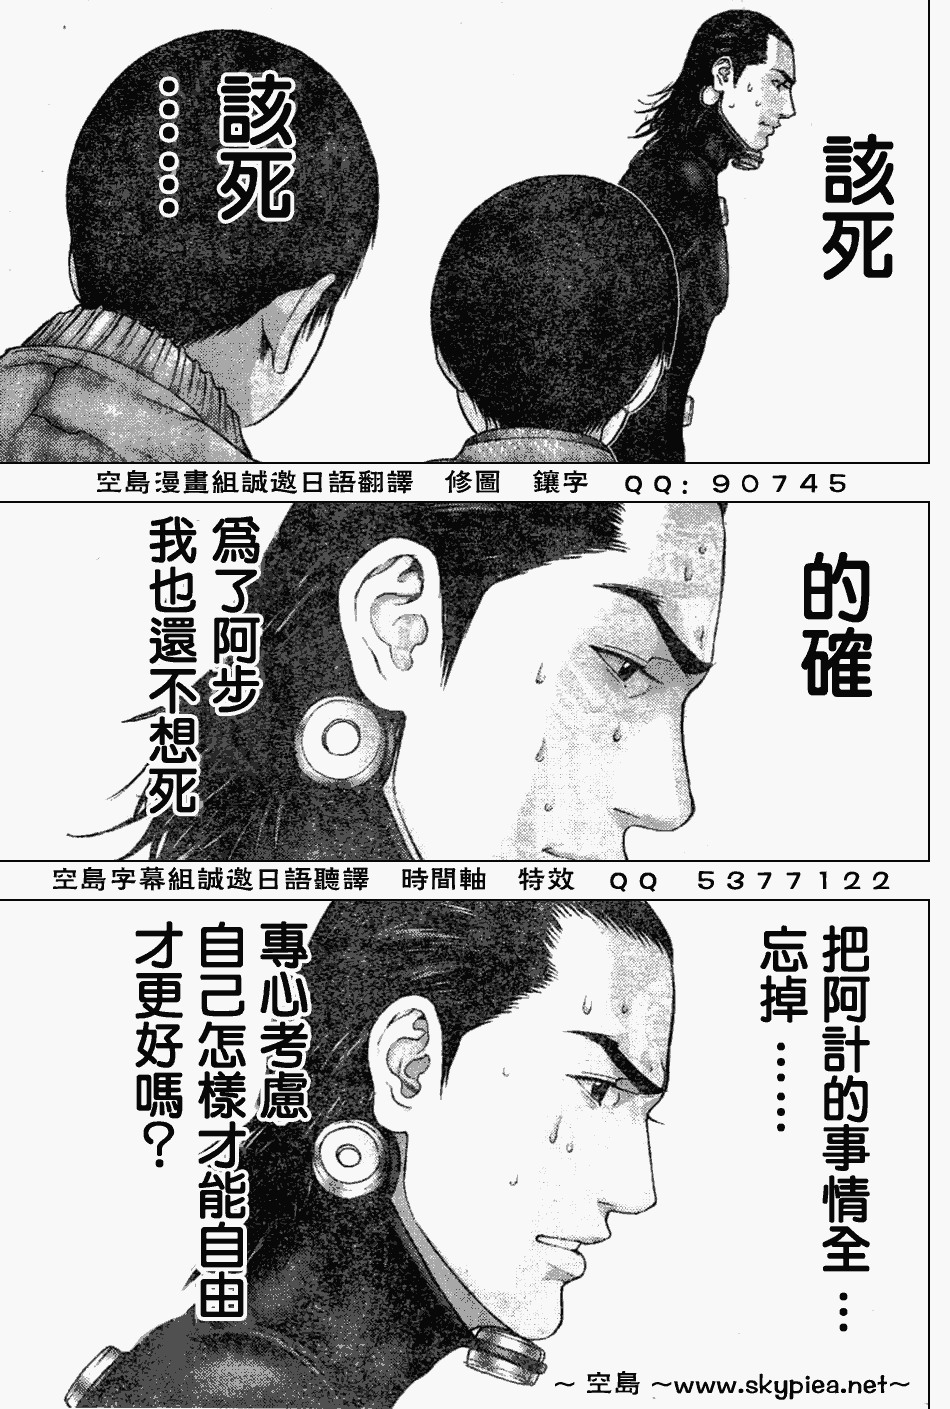 該死
該死
……
空島漫畫組誠邀日語翻譯 修圖 鑲字 QQ: 90745
的確
為了阿步
我也還不想死
空島字幕組誠邀日語聽譯 時間軸 特效 QQ 5377122
把阿計的事情全…
忘掉……
專心考慮
自己怎樣才能自由
才更好嗎?
~ 空島 ~www.skypiea.net~